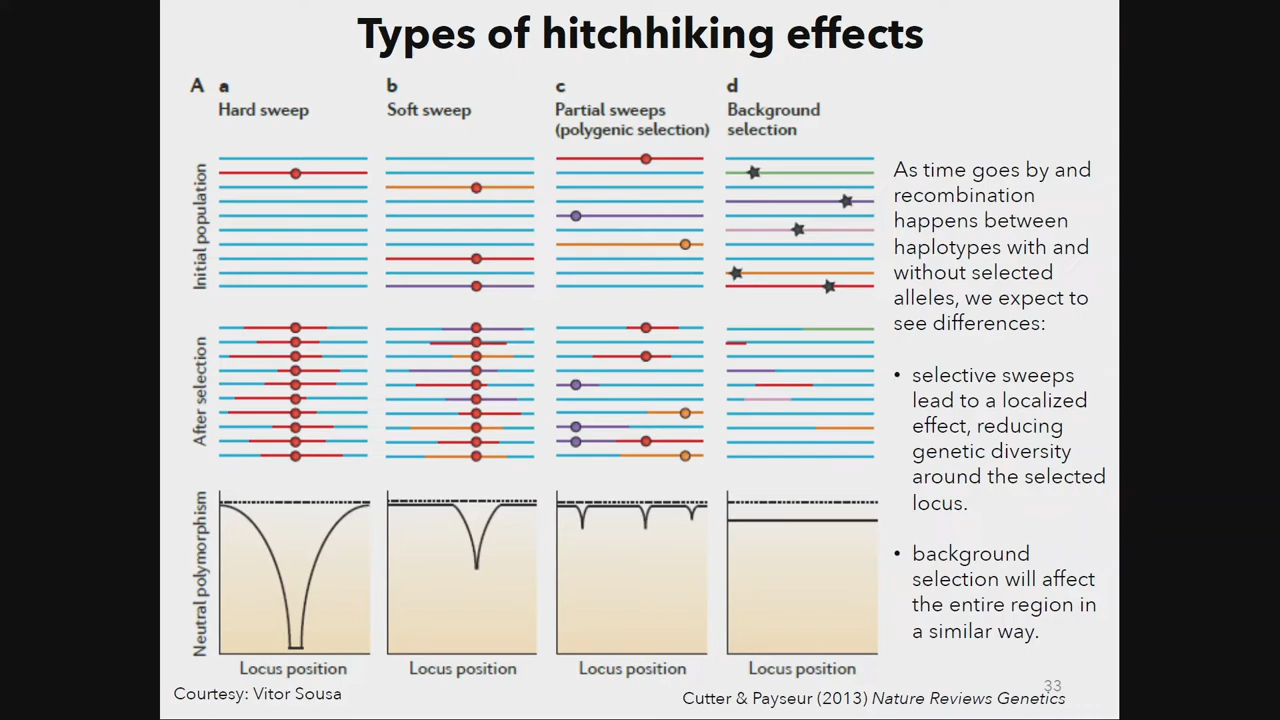 Types of hitchhiking effects
A a
Hard sweep
b
Soft sweep
c
Partial sweeps
(polygenic selection)
d
Background
selection
Initial population
After selection
Neutral polymorphism
Locus position
Locus position
Locus position
Locus position
As time goes by and
recombination
happens between
haplotypes with and
without selected
alleles, we expect to
see differences:
• selective sweeps
lead to a localized
effect, reducing
genetic diversity
around the selected
locus.
• background
selection will affect
the entire region in
a similar way.
Courtesy: Vitor Sousa
Cutter & Payseur (2013) Nature Reviews Genetics
33